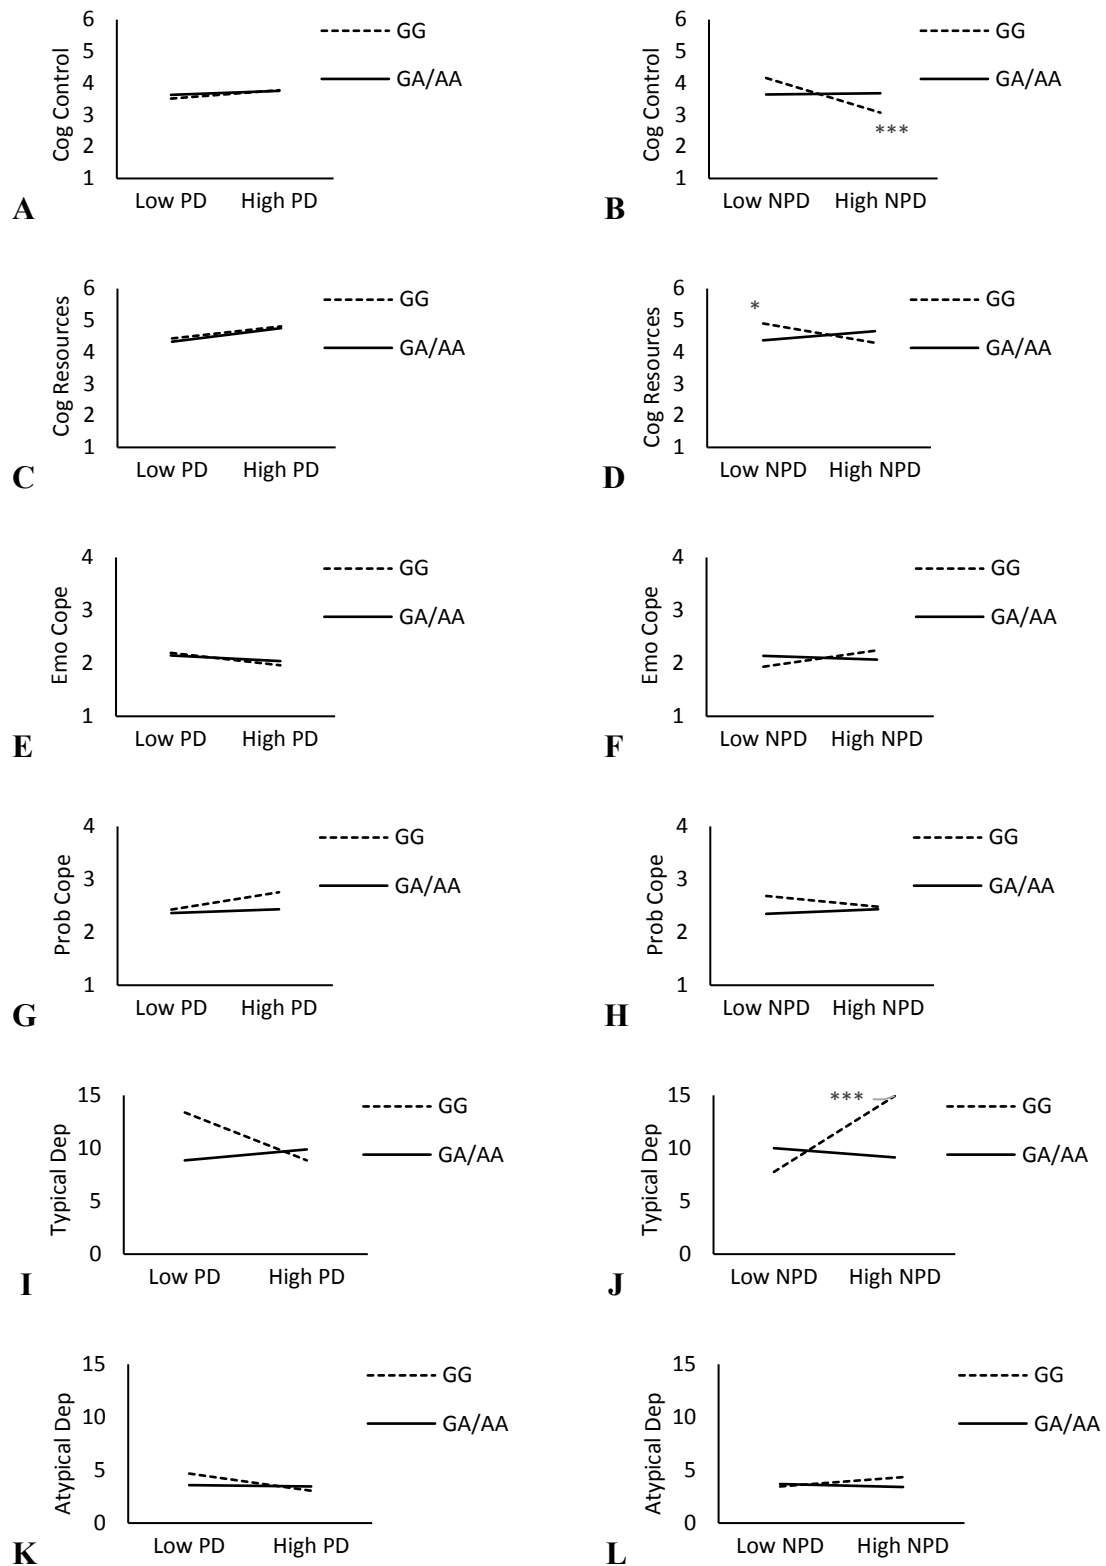 6
5
4
3
2
1
Cog Control
GG
GA/AA
Low PD High PD
A
6
5
4
3
2
1
Cog Control
GG
GA/AA
***
Low NPD High NPD
B
6
5
4
3
2
1
Cog Resources
GG
GA/AA
Low PD High PD
C
6
5
4
3
2
1
Cog Resources
*
GG
GA/AA
Low NPD High NPD
D
4
3
2
1
Emo Cope
GG
GA/AA
Low PD High PD
E
4
3
2
1
Emo Cope
GG
GA/AA
Low NPD High NPD
F
4
3
2
1
Prob Cope
GG
GA/AA
Low PD High PD
G
4
3
2
1
Prob Cope
GG
GA/AA
Low NPD High NPD
H
15
10
5
0
Typical Dep
GG
GA/AA
Low PD High PD
I
15
10
5
0
Typical Dep
***
GG
GA/AA
Low NPD High NPD
J
15
10
5
0
Atypical Dep
GG
GA/AA
Low PD High PD
K
15
10
5
0
Atypical Dep
GG
GA/AA
Low NPD High NPD
L